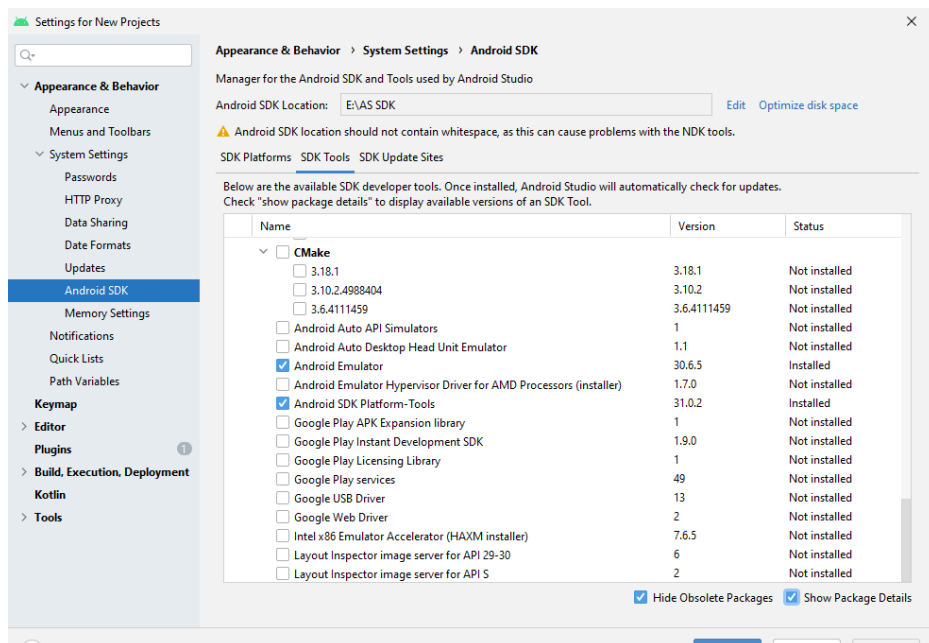 Settings for New Projects
Appearance & Behavior
Appearance
Menus and Toolbars
System Settings
Passwords
HTTP Proxy
Data Sharing
Date Formats
Updates
Android SDK
Memory Settings
Notifications
Quick Lists
Path Variables
Keymap
Editor
Plugins 1
Build, Execution, Deployment
Kotlin
Tools
Appearance & Behavior > System Settings > Android SDK
Manager for the Android SDK and Tools used by Android Studio
Android SDK Location: E:\AS SDK Edit Optimize disk space
Android SDK location should not contain whitespace, as this can cause problems with the NDK tools.
SDK Platforms SDK Tools SDK Update Sites
Below are the available SDK developer tools. Once installed, Android Studio will automatically check for updates.
Check "show package details" to display available versions of an SDK Tool.
Name Version Status
CMake
3.18.1 3.18.1 Not installed
3.10.2.4988404 3.10.2 Not installed
3.6.4111459 3.6.4111459 Not installed
Android Auto API Simulators 1 Not installed
Android Auto Desktop Head Unit Emulator 1.1 Not installed
Android Emulator 30.6.5 Installed
Android Emulator Hypervisor Driver for AMD Processors (installer) 1.7.0 Not installed
Android SDK Platform-Tools 31.0.2 Installed
Google Play APK Expansion library 1 Not installed
Google Play Instant Development SDK 1.9.0 Not installed
Google Play Licensing Library 1 Not installed
Google Play services 49 Not installed
Google USB Driver 13 Not installed
Google Web Driver 2 Not installed
Intel x86 Emulator Accelerator (HAXM installer) 7.6.5 Not installed
Layout Inspector image server for API 29-30 6 Not installed
Layout Inspector image server for API S 2 Not installed
Hide Obsolete Packages Show Package Details